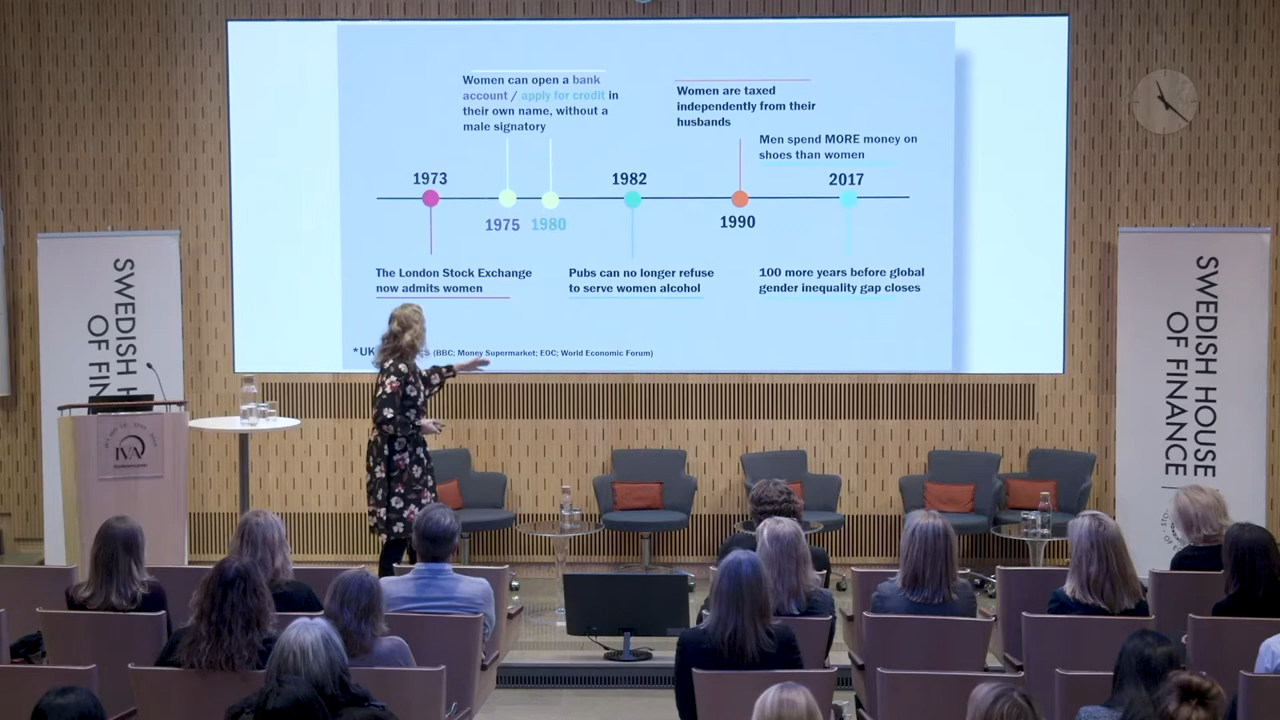 Women can open a bank
account / apply for credit in
their own name, without a
male signatory
Women are taxed
independently from their
husbands
Men spend MORE money on
shoes than women
1973
1982
2017
1975
1980
1990
The London Stock Exchange
now admits women
Pubs can no longer refuse
to serve women alcohol
100 more years before global
gender inequality gap closes
*UK (BBC; Money Supermarket; EOC; World Economic Forum)
SWEDISH H
OF FIN
IVA
SWEDISH HOUSE
OF FINANCE